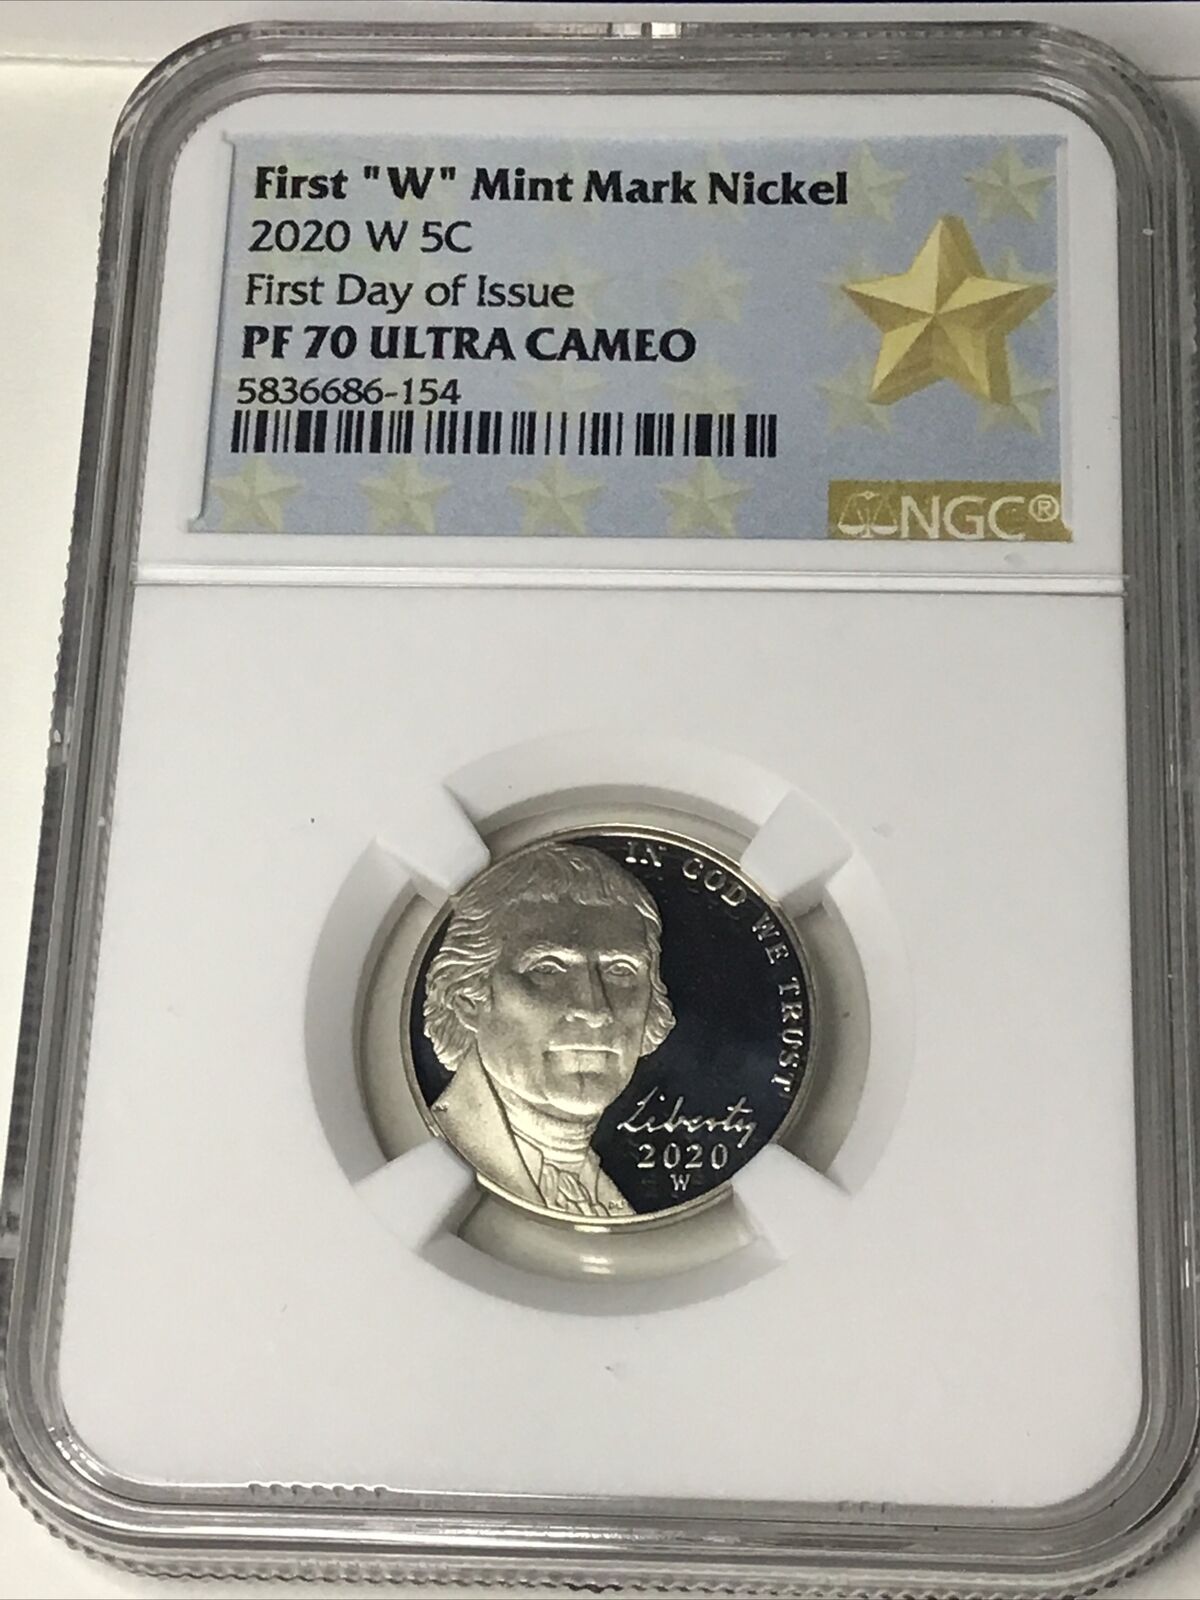 First "W" Mint Mark Nickel
2020 W 5C
First Day of Issue
PF 70 ULTRA CAMEO
5836686-154
NGC®
IN GOD WE TRUST
Liberty
2020
W